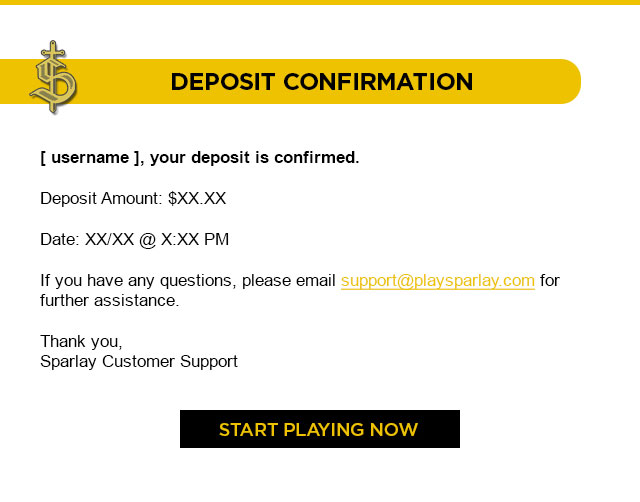 DEPOSIT CONFIRMATION
[ username ], your deposit is confirmed.
Deposit Amount: $XX.XX
Date: XX/XX @ X:XX PM
If you have any questions, please email support@playsparlay.com for
further assistance.
Thank you,
Sparlay Customer Support
START PLAYING NOW